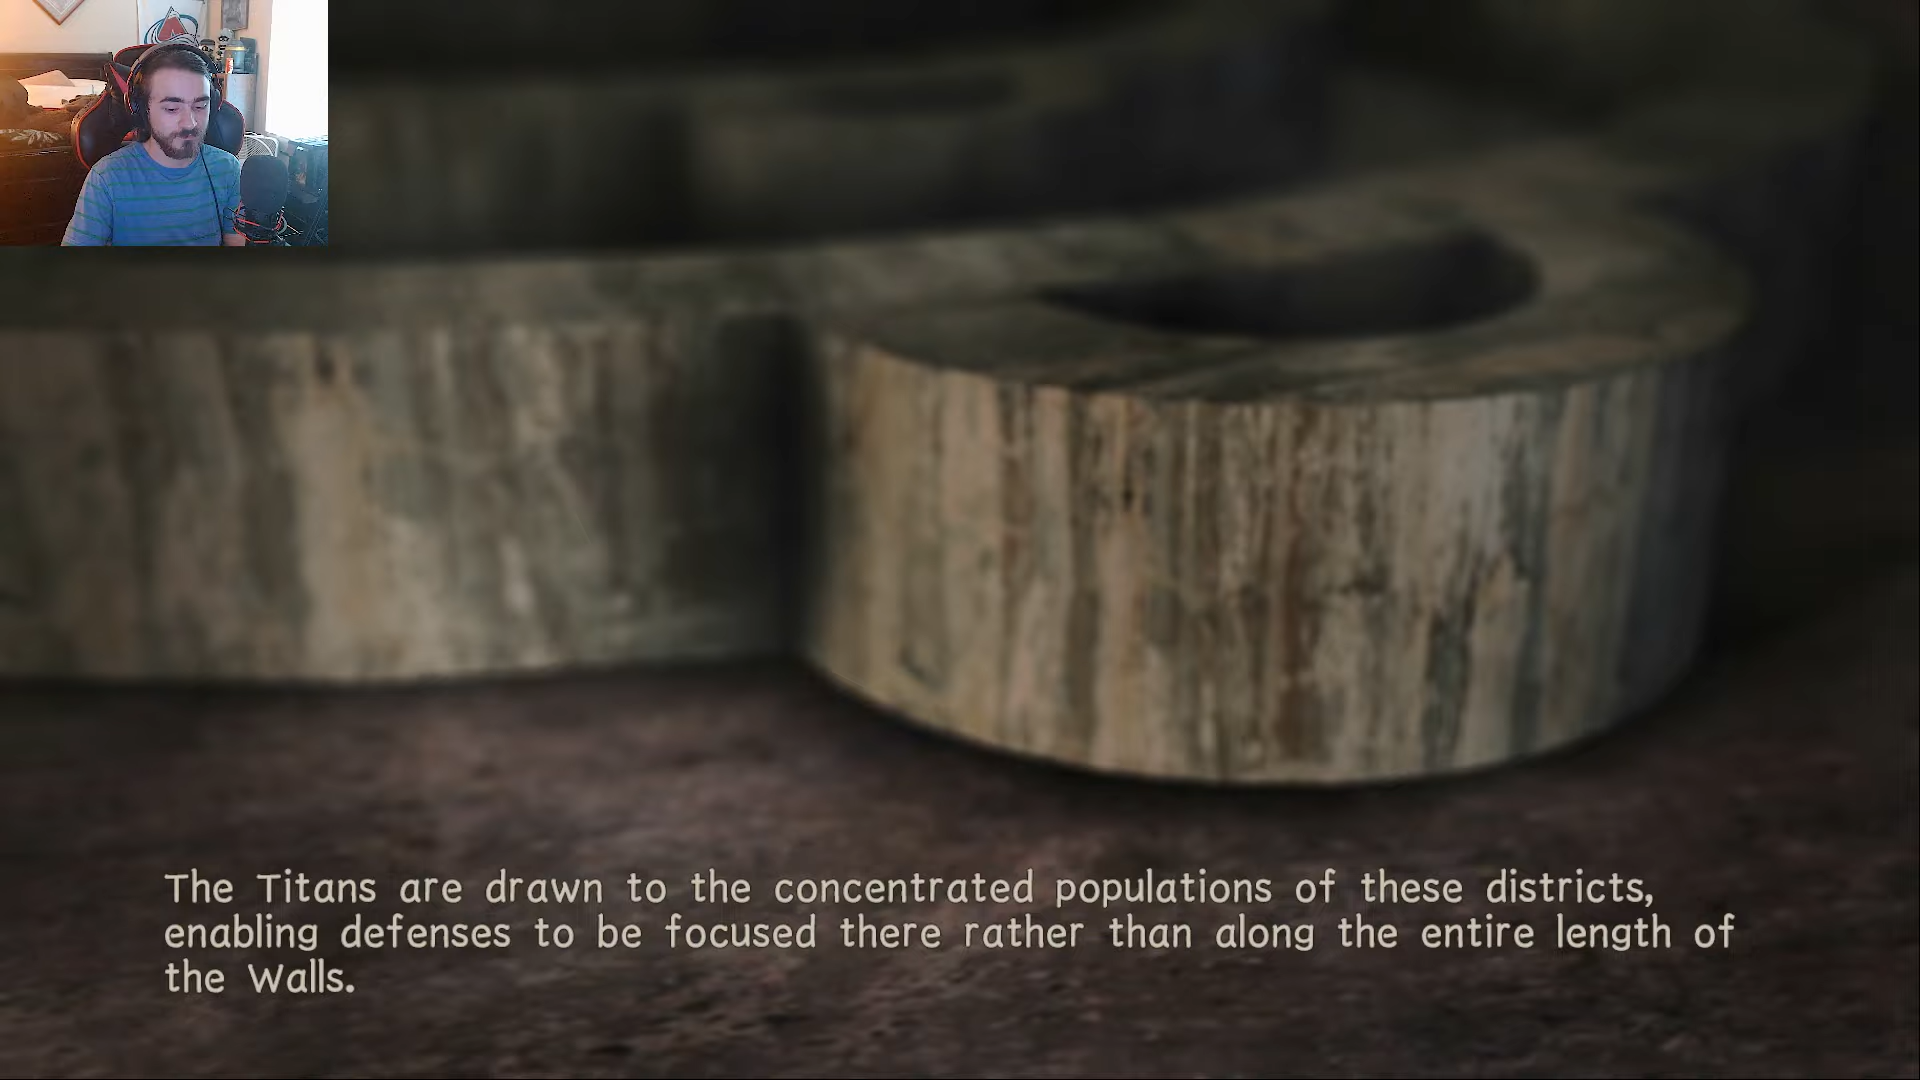 The Titans are drawn to the concentrated populations of these districts,
enabling defenses to be focused there rather than along the entire length of
the Walls.